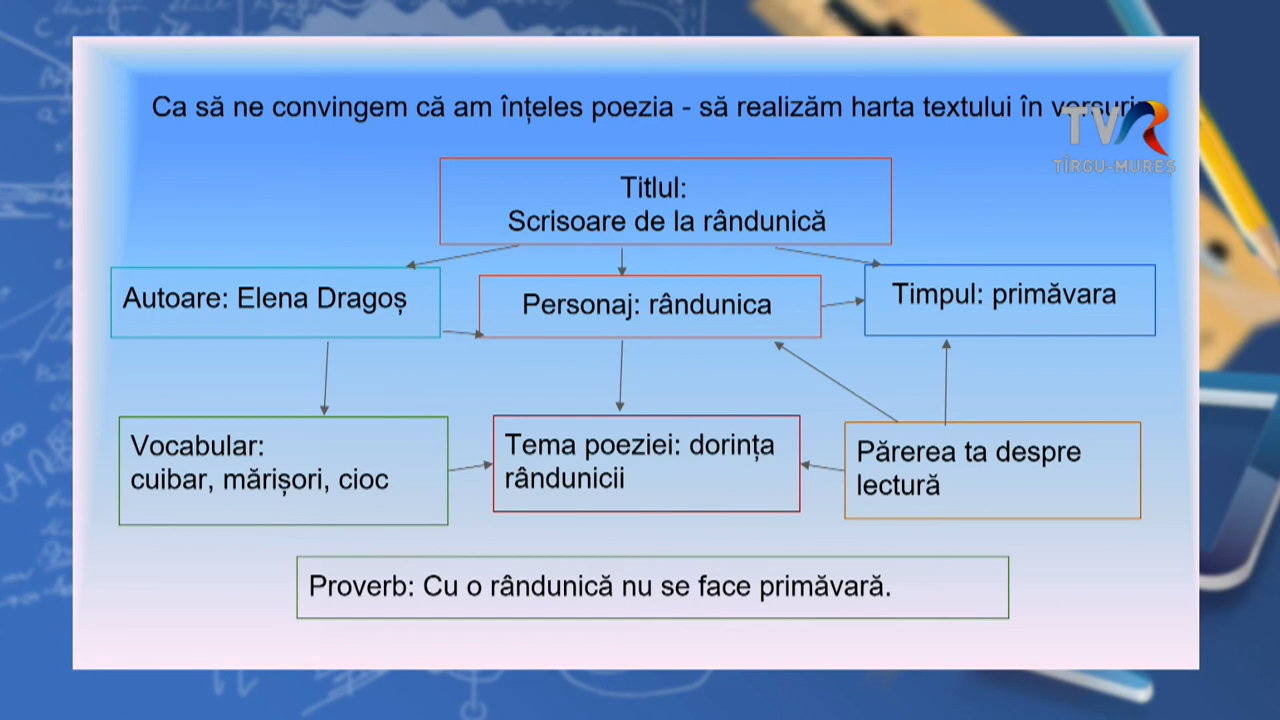 Ca să ne convingem că am înțeles poezia - să realizăm harta textului în versuri
TVR
TÎRGU-MUREȘ
Titlul:
Scrisoare de la rândunică
Autoare: Elena Dragoș
Personaj: rândunica
Timpul: primăvara
Vocabular:
cuibar, mărișori, cioc
Tema poeziei: dorința
rândunicii
Părerea ta despre
lectură
Proverb: Cu o rândunică nu se face primăvară.